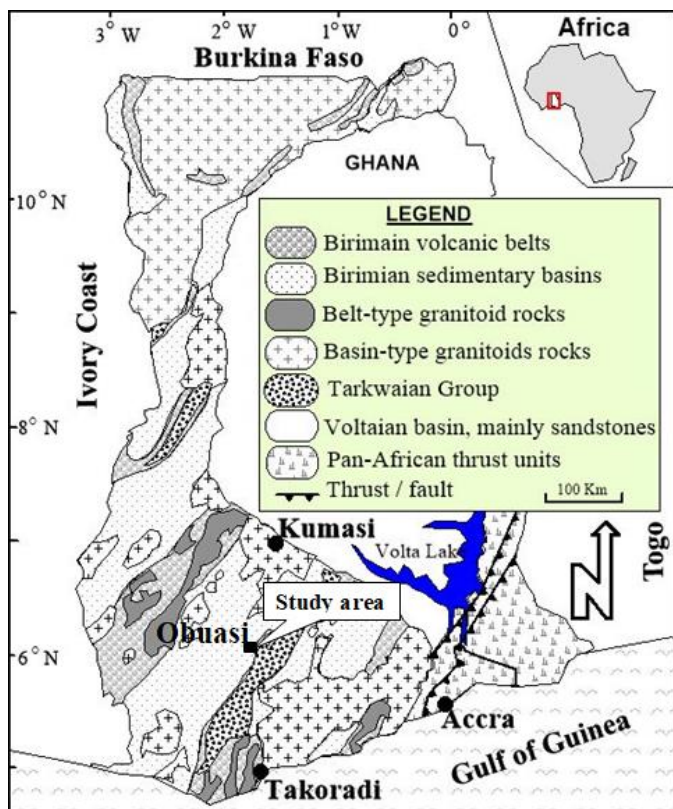 3° W
2° W
1° W
0°
Africa
Burkina Faso
GHANA
10° N
LEGEND
Birimain volcanic belts
Birimian sedimentary basins
Belt-type granitoid rocks
Basin-type granitoids rocks
Tarkwaian Group
Voltaian basin, mainly sandstones
Pan-African thrust units
Thrust / fault
100 Km
Ivory Coast
8° N
Kumasi
Volta Lak
Togo
N
Study area
Obuasi
6° N
Accra
Gulf of Guinea
Takoradi